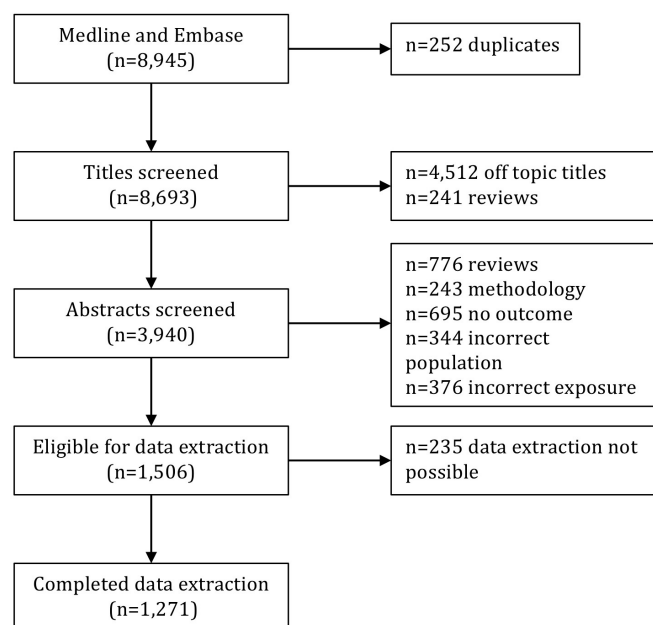 Medline and Embase
(n=8,945)
n=252 duplicates
Titles screened
(n=8,693)
n=4,512 off topic titles
n=241 reviews
Abstracts screened
(n=3,940)
n=776 reviews
n=243 methodology
n=695 no outcome
n=344 incorrect
population
n=376 incorrect exposure
Eligible for data extraction
(n=1,506)
n=235 data extraction not
possible
Completed data extraction
(n=1,271)